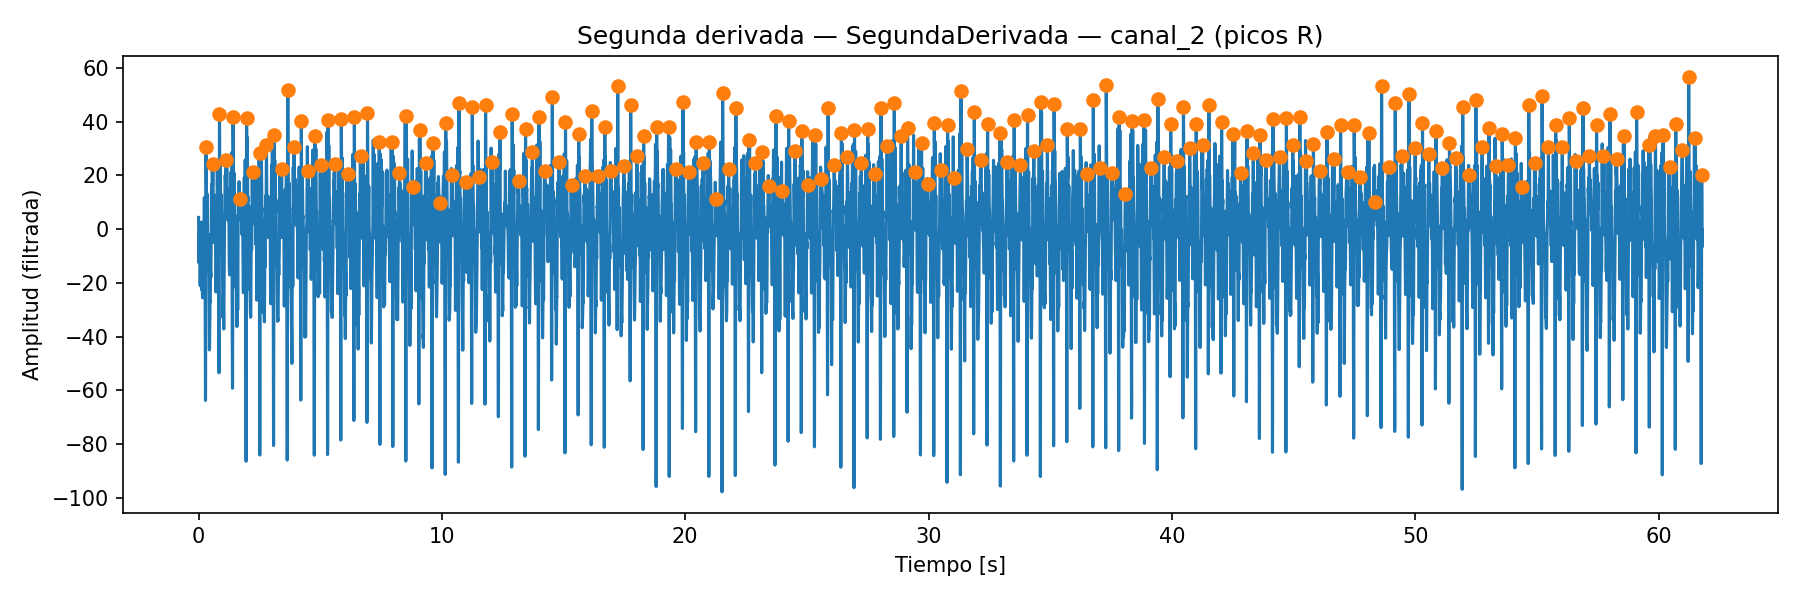 Segunda derivada — SegundaDerivada — canal_2 (picos R)
60
40
20
0
−20
−40
−60
−80
−100
Amplitud (filtrada)
0 10 20 30 40 50 60
Tiempo [s]